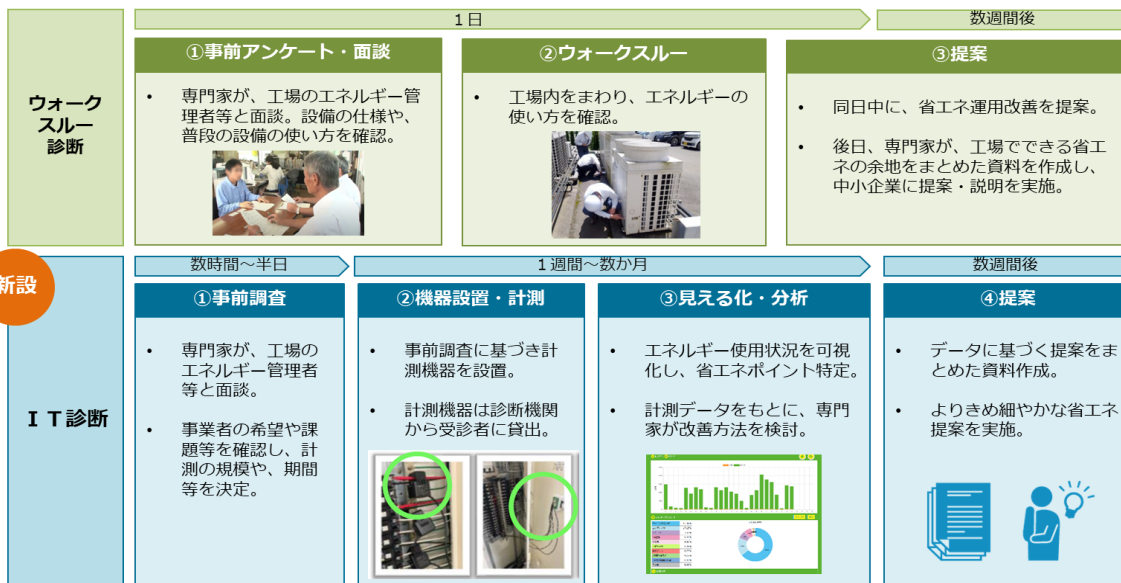 1日
数週間後
ウォーク
スルー
診断
①事前アンケート・面談
• 専門家が、工場のエネルギー管
理者等と面談。設備の仕様や、
普段の設備の使い方を確認。
②ウォークスルー
• 工場内をまわり、エネルギーの
使い方を確認。
③提案
• 同日中に、省エネ運用改善を提案。
• 後日、専門家が、工場でできる省エ
ネの余地をまとめた資料を作成し、
中小企業に提案・説明を実施。
新設
ＩＴ診断
数時間～半日
1週間～数か月
数週間後
①事前調査
• 専門家が、工場の
エネルギー管理者
等と面談。
• 事業者の希望や課
題等を確認し、計
測の規模や、期間
等を決定。
②機器設置・計測
• 事前調査に基づき計
測機器を設置。
• 計測機器は診断機関
から受診者に貸出。
③見える化・分析
• エネルギー使用状況を可視
化し、省エネポイント特定。
• 計測データをもとに、専門
家が改善方法を検討。
④提案
• データに基づく提案をま
とめた資料作成。
• よりきめ細やかな省エネ
提案を実施。